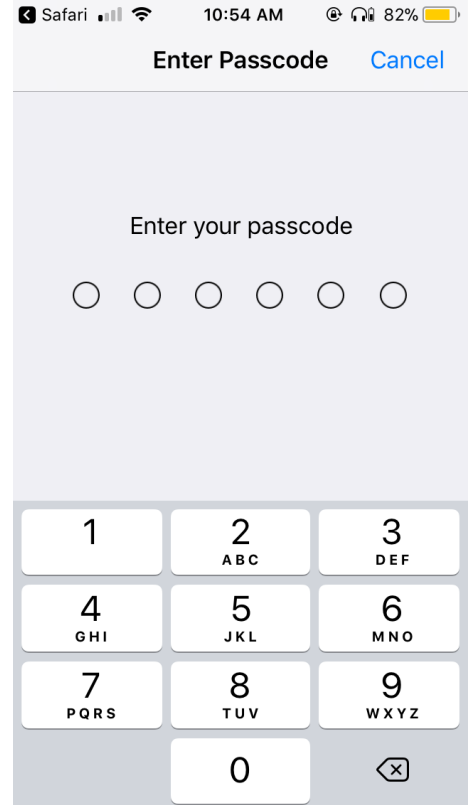 Safari 10:54 AM 82%
Enter Passcode Cancel
Enter your passcode
1 2 3
ABC DEF
4 5 6
GHI JKL MNO
7 8 9
PQRS TUV WXYZ
0